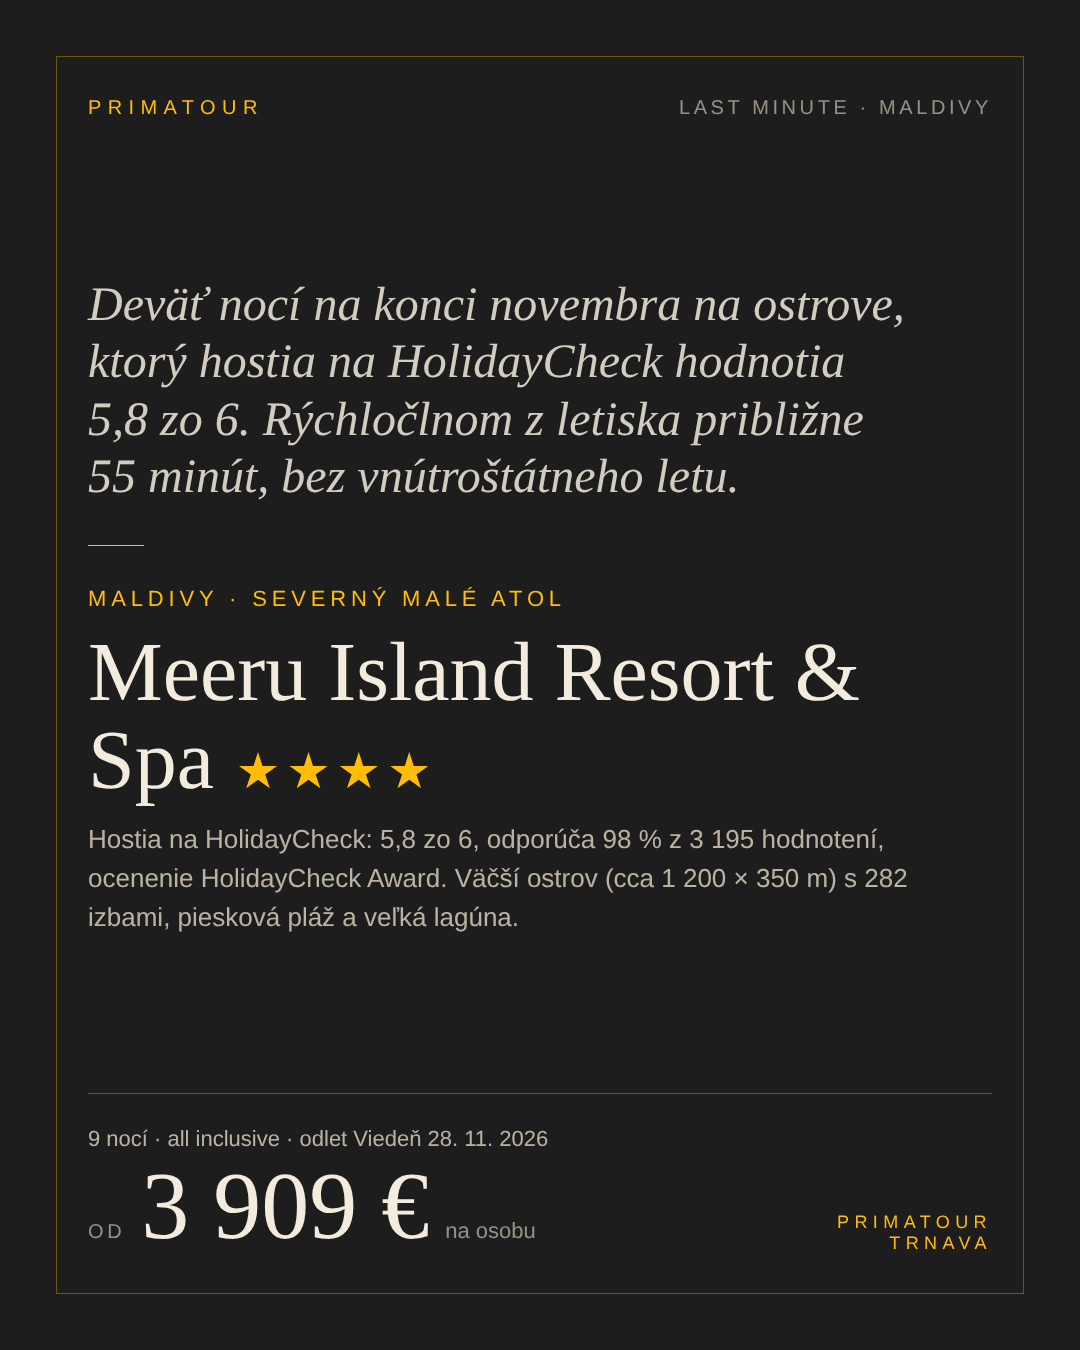 PRIMATOUR
LAST MINUTE · MALDIVY
Deväť nocí na konci novembra na ostrove,
ktorý hostia na HolidayCheck hodnotia
5,8 zo 6. Rýchločlnom z letiska približne
55 minút, bez vnútroštátneho letu.
MALDIVY · SEVERNÝ MALÉ ATOL
Meeru Island Resort &
Spa ★★★★
Hostia na HolidayCheck: 5,8 zo 6, odporúča 98 % z 3 195 hodnotení,
ocenenie HolidayCheck Award. Väčší ostrov (cca 1 200 × 350 m) s 282
izbami, piesková pláž a veľká lagúna.
9 nocí · all inclusive · odlet Viedeň 28. 11. 2026
OD 3 909 € na osobu
PRIMATOUR
TRNAVA